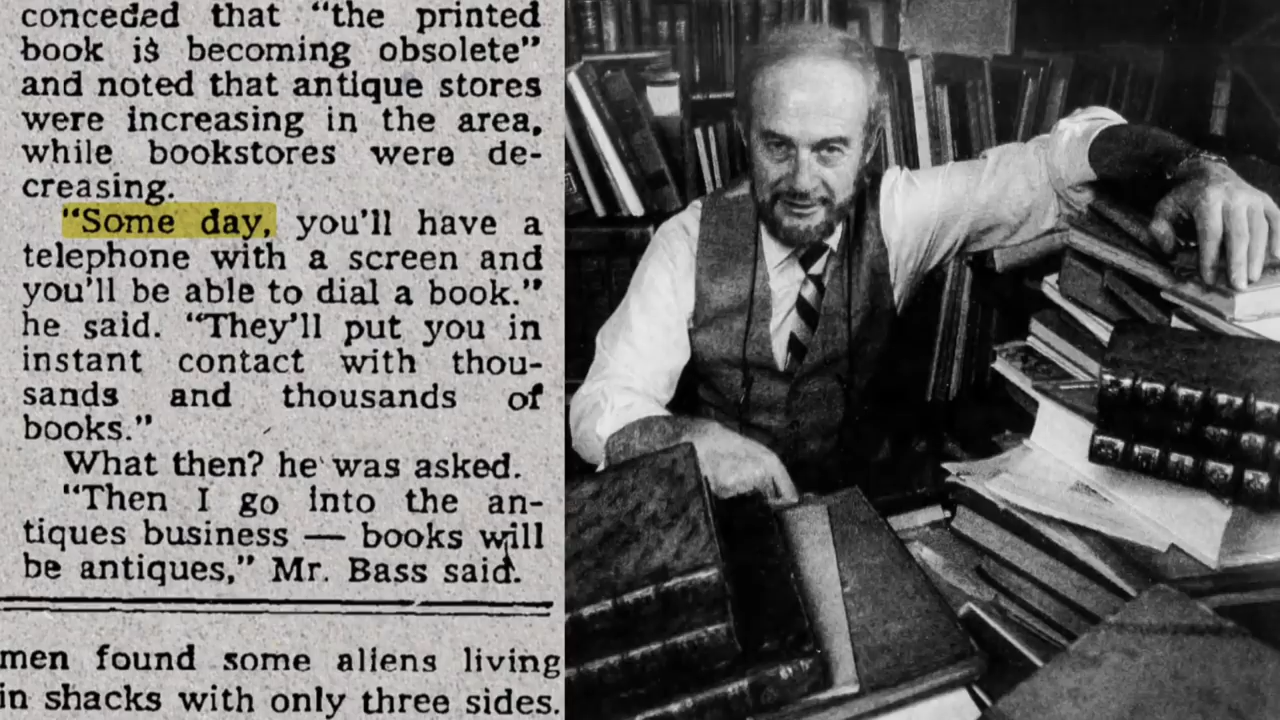 conceded that “the printed
book is becoming obsolete”
and noted that antique stores
were increasing in the area,
while bookstores were de-
creasing.
“Some day, you’ll have a
telephone with a screen and
you’ll be able to dial a book.”
he said. “They’ll put you in
instant contact with thou-
sands and thousands of
books.”
What then? he was asked.
“Then I go into the an-
tiques business — books will
be antiques,” Mr. Bass said.
men found some aliens living
in shacks with only three sides.